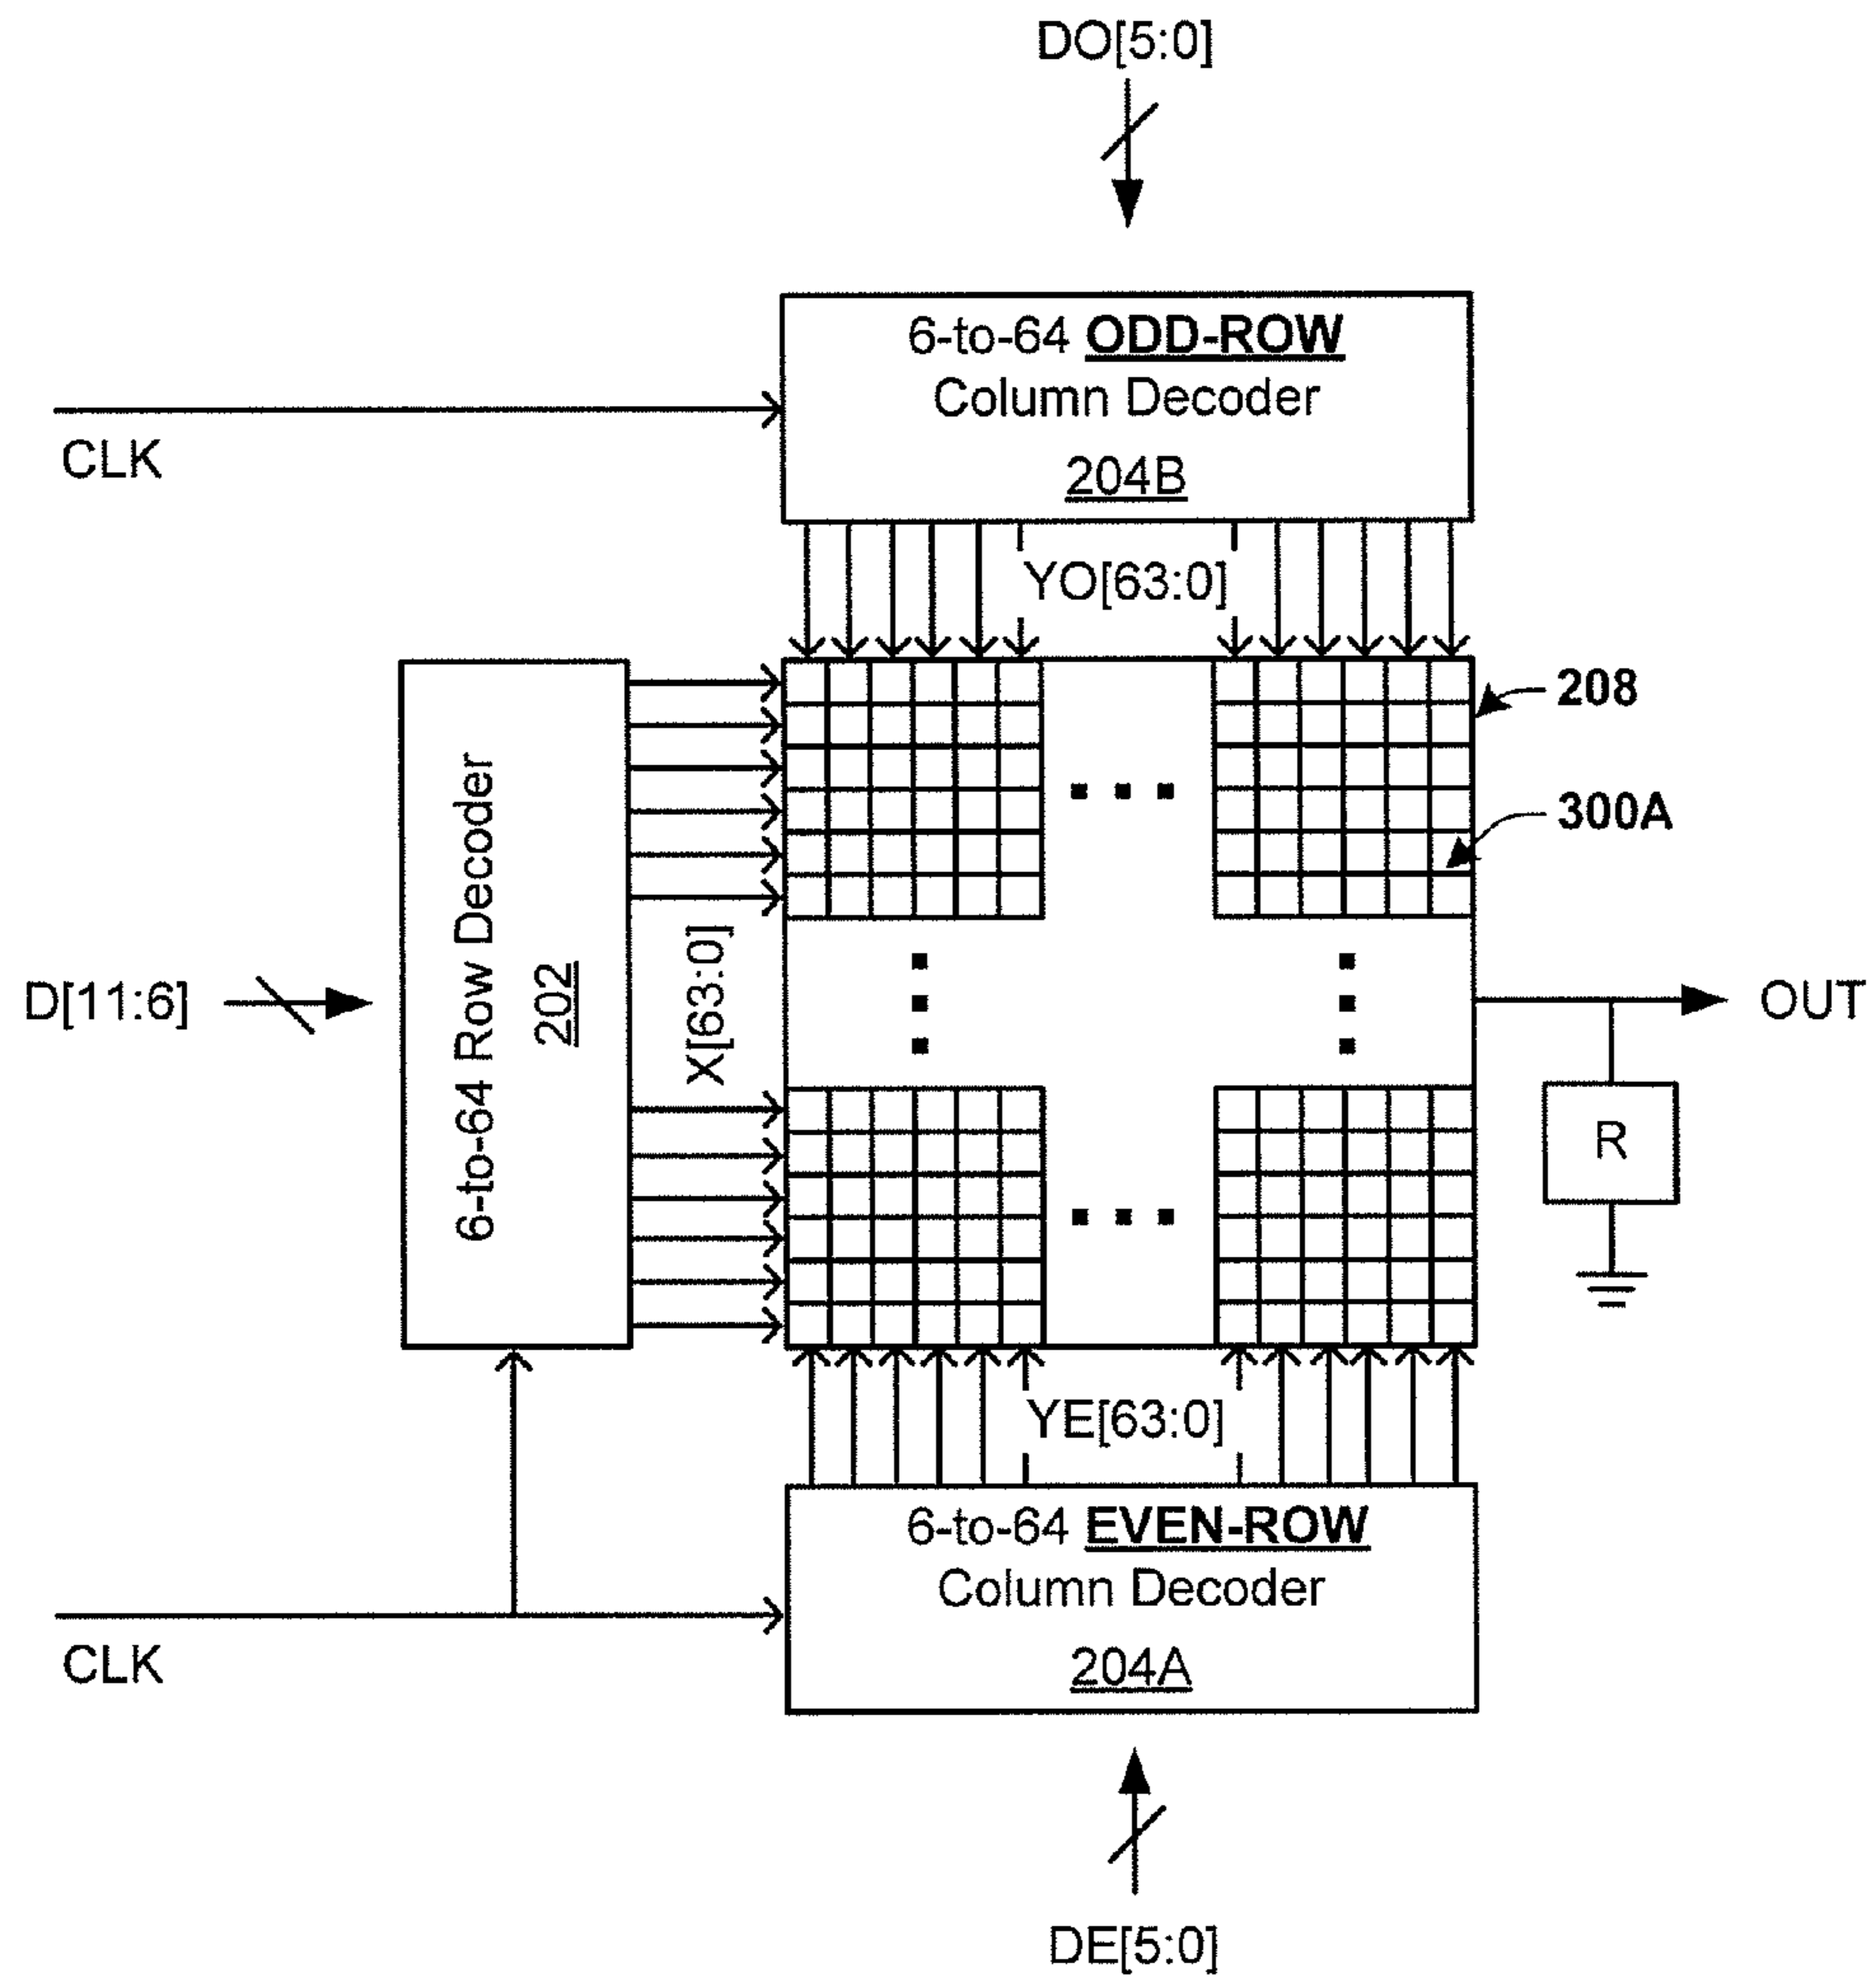 DO[5:0]
6-to-64 ODD-ROW
Column Decoder
204B
CLK
YO[63:0]
208
300A
6-to-64 Row Decoder
202
X[63:0]
D[11:6]
OUT
R
YE[63:0]
6-to-64 EVEN-ROW
Column Decoder
204A
CLK
DE[5:0]